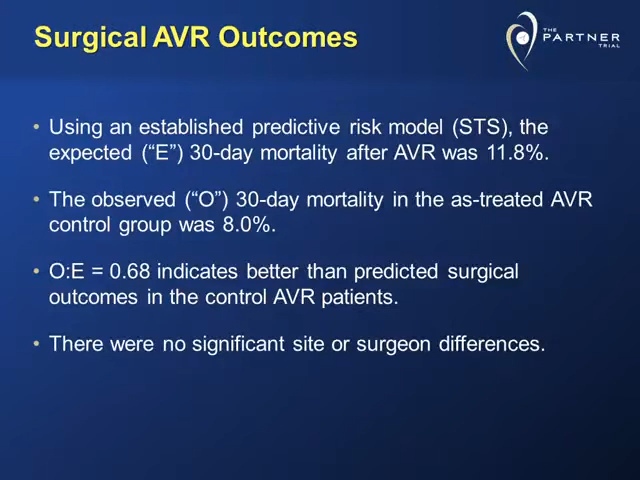 Surgical AVR Outcomes
THE
PARTNER
TRIAL
• Using an established predictive risk model (STS), the
expected (“E”) 30-day mortality after AVR was 11.8%.
• The observed (“O”) 30-day mortality in the as-treated AVR
control group was 8.0%.
• O:E = 0.68 indicates better than predicted surgical
outcomes in the control AVR patients.
• There were no significant site or surgeon differences.